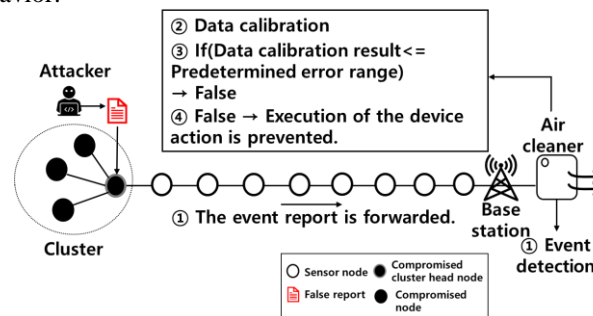 ② Data calibration
③ If(Data calibration result<=
Predetermined error range)
→ False
④ False → Execution of the device
action is prevented.
Attacker
Air
cleaner
① The event report is forwarded.
Base
station
① Event
detection
Cluster
Sensor node
Compromised
cluster head node
False report
Compromised
node